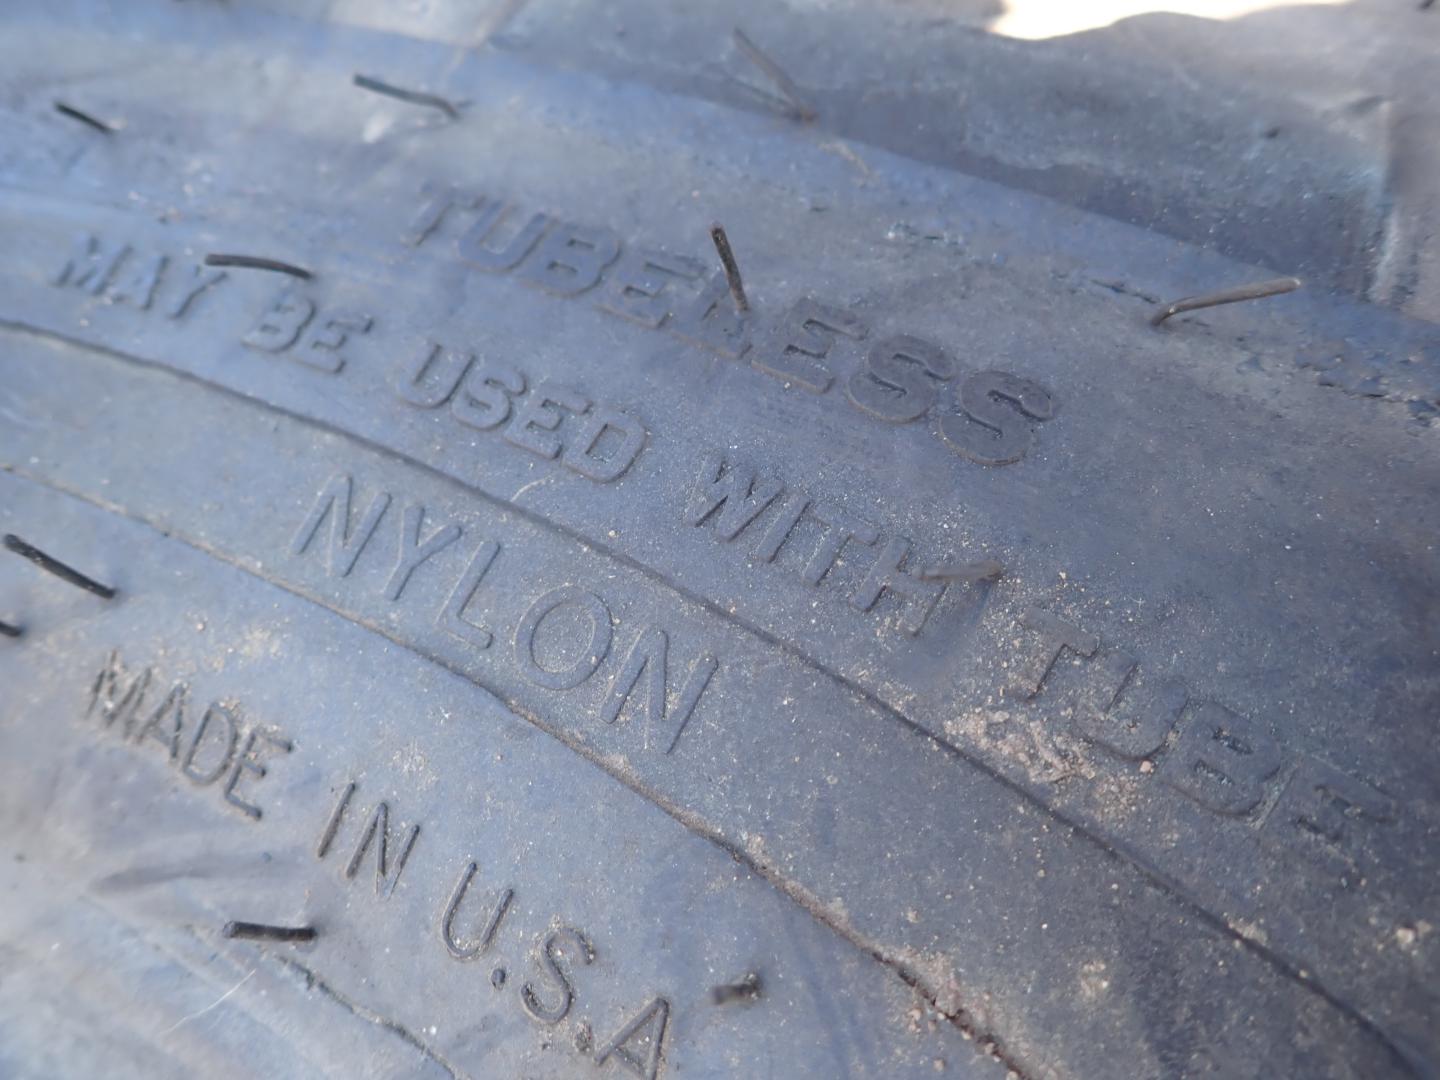 TUBELESS
MAY BE USED WITH TUBE
NYLON
MADE IN U.S.A